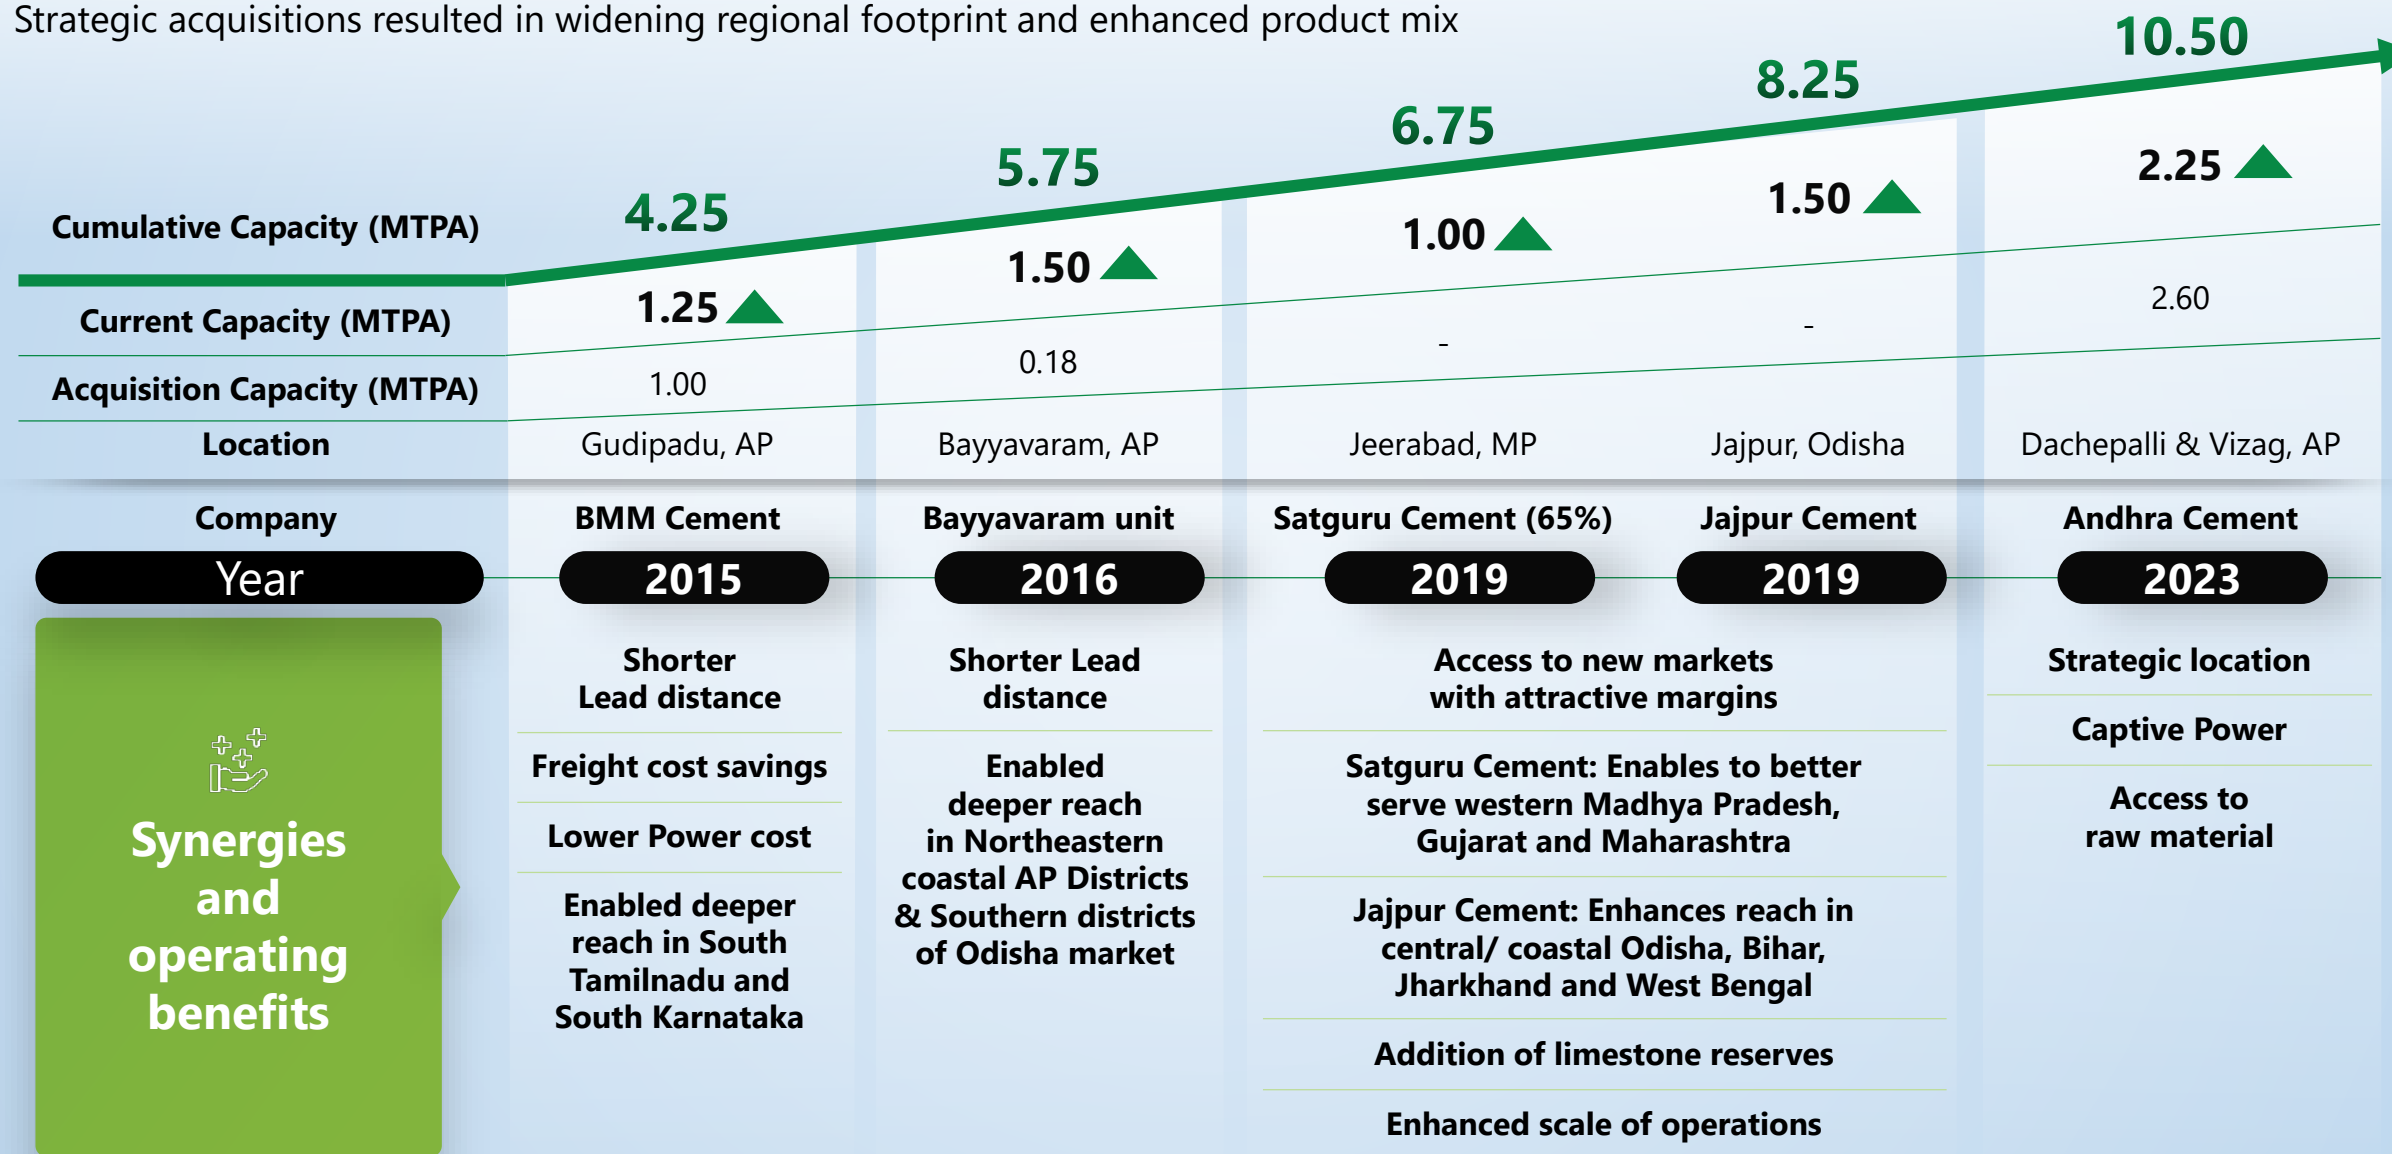 Strategic acquisitions resulted in widening regional footprint and enhanced product mix
Cumulative Capacity (MTPA)
4.25
5.75
6.75
8.25
10.50
Current Capacity (MTPA)
1.25
1.50
1.00
1.50
2.25
Acquisition Capacity (MTPA)
1.00
0.18
-
-
2.60
Location
Gudipadu, AP
Bayyavaram, AP
Jeerabad, MP
Jajpur, Odisha
Dachepalli & Vizag, AP
Company
BMM Cement
Bayyavaram unit
Satguru Cement (65%)
Jajpur Cement
Andhra Cement
Year
2015
2016
2019
2019
2023
Synergies
and
operating
benefits
Shorter
Lead distance
Freight cost savings
Lower Power cost
Enabled deeper
reach in South
Tamilnadu and
South Karnataka
Shorter Lead
distance
Enabled
deeper reach
in Northeastern
coastal AP Districts
& Southern districts
of Odisha market
Access to new markets
with attractive margins
Satguru Cement: Enables to better
serve western Madhya Pradesh,
Gujarat and Maharashtra
Jajpur Cement: Enhances reach in
central/ coastal Odisha, Bihar,
Jharkhand and West Bengal
Addition of limestone reserves
Enhanced scale of operations
Strategic location
Captive Power
Access to
raw material